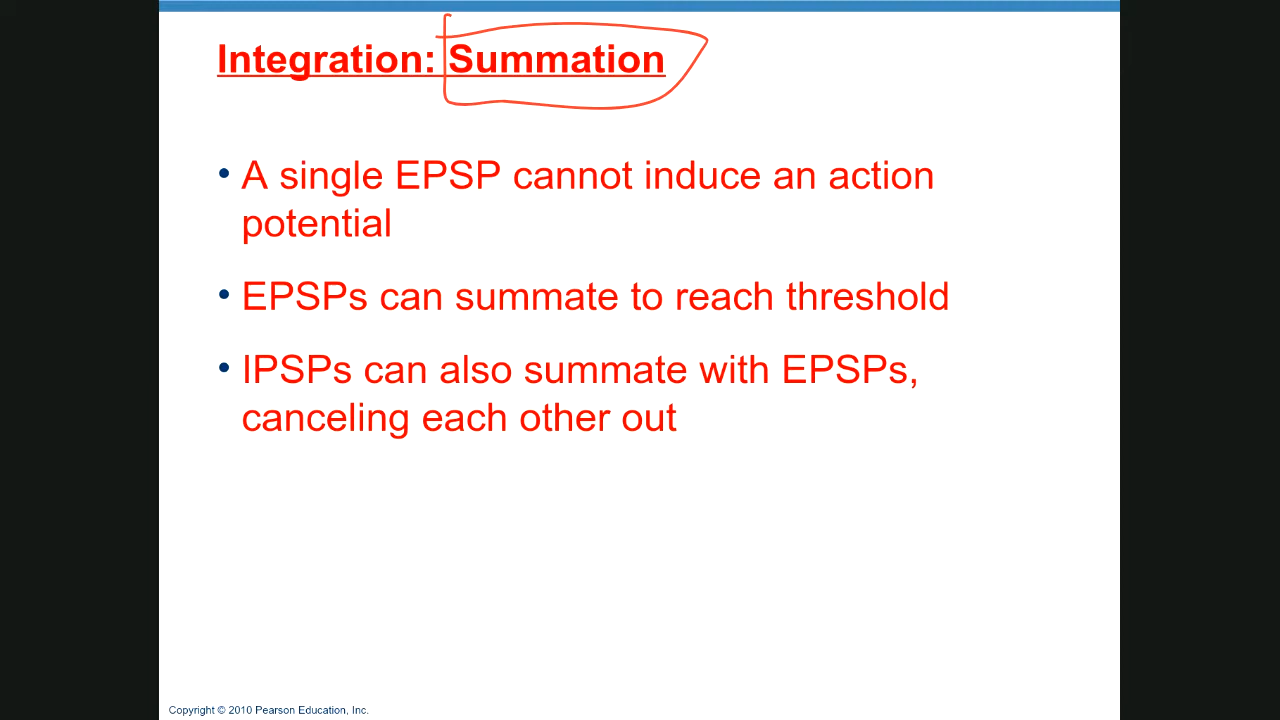 Integration: Summation
• A single EPSP cannot induce an action
potential
• EPSPs can summate to reach threshold
• IPSPs can also summate with EPSPs,
canceling each other out
Copyright © 2010 Pearson Education, Inc.